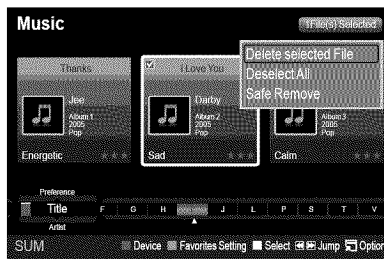 Music
1File(s) Selected
Delete selected File
Deselect All
Safe Remove
Thanks
Jee
Album 1
2005
Pop
Energetic
I Love You
Darby
Album 2
2005
Pop
Sad
Album 3
2005
Pop
Calm
Preference
Title
Artist
F G H J L P S T V
SUM Device Favorites Setting Select Jump Option